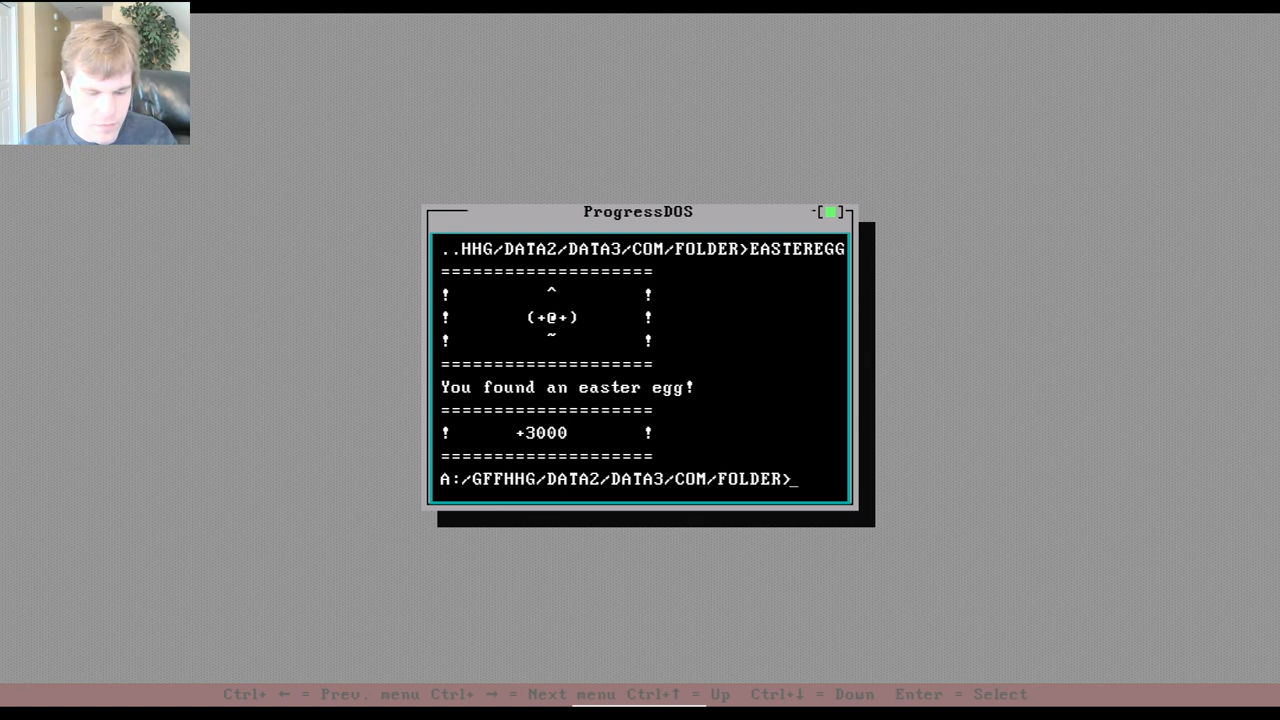 ProgressDOS
-[■]-
..HHG/DATA2/DATA3/COM/FOLDER>EASTEREGG
====================
!         ^         !
!       (+@+)       !
!         ~         !
====================
You found an easter egg!
====================
!      +3000        !
====================
A:/GFFHHG/DATA2/DATA3/COM/FOLDER>_
Ctrl+ ← = Prev. menu Ctrl+ → = Next menu Ctrl+↑ = Up  Ctrl+↓ = Down  Enter = Select